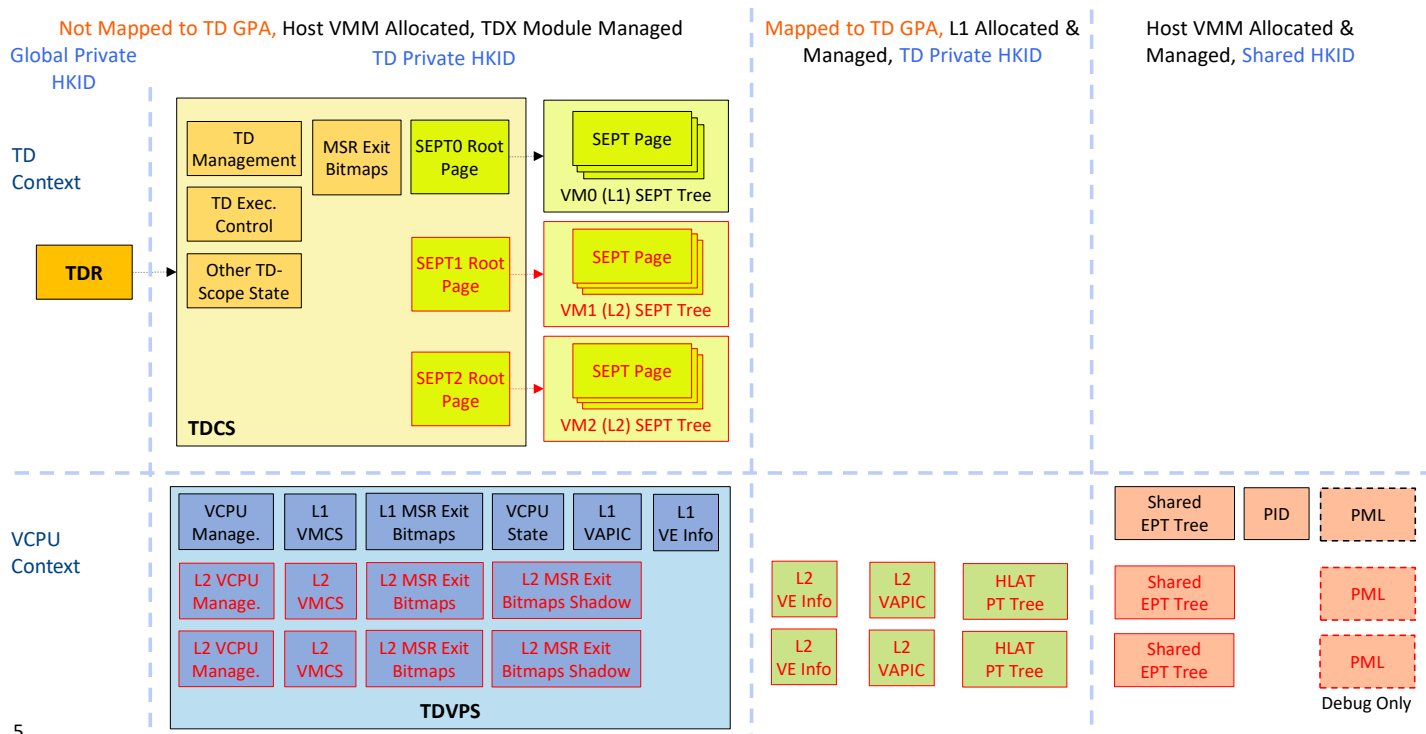 Not Mapped to TD GPA, Host VMM Allocated, TDX Module Managed
Global Private
HKID
TD Private HKID
Mapped to TD GPA, L1 Allocated &
Managed, TD Private HKID
Host VMM Allocated &
Managed, Shared HKID
TD
Context
TDR
TD
Management
MSR Exit
Bitmaps
SEPT0 Root
Page
SEPT Page
VM0 (L1) SEPT Tree
TD Exec.
Control
Other TD-
Scope State
SEPT1 Root
Page
SEPT Page
VM1 (L2) SEPT Tree
SEPT2 Root
Page
SEPT Page
VM2 (L2) SEPT Tree
TDCS
VCPU
Context
VCPU
Manage.
L1
VMCS
L1 MSR Exit
Bitmaps
VCPU
State
L1
VAPIC
L1
VE Info
Shared
EPT Tree
PID
PML
L2 VCPU
Manage.
L2
VMCS
L2 MSR Exit
Bitmaps
L2 MSR Exit
Bitmaps Shadow
L2
VE Info
L2
VAPIC
HLAT
PT Tree
Shared
EPT Tree
PML
L2 VCPU
Manage.
L2
VMCS
L2 MSR Exit
Bitmaps
L2 MSR Exit
Bitmaps Shadow
L2
VE Info
L2
VAPIC
HLAT
PT Tree
Shared
EPT Tree
PML
TDVPS
Debug Only
5